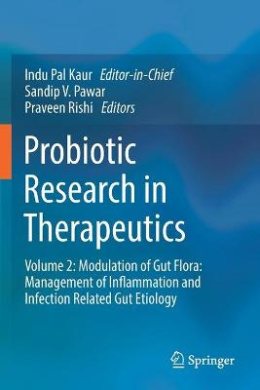 Indu Pal Kaur Editor-in-Chief
Sandip V. Pawar
Praveen Rishi Editors
Probiotic
Research in
Therapeutics
Volume 2: Modulation of Gut Flora:
Management of Inflammation and
Infection Related Gut Etiology
Springer